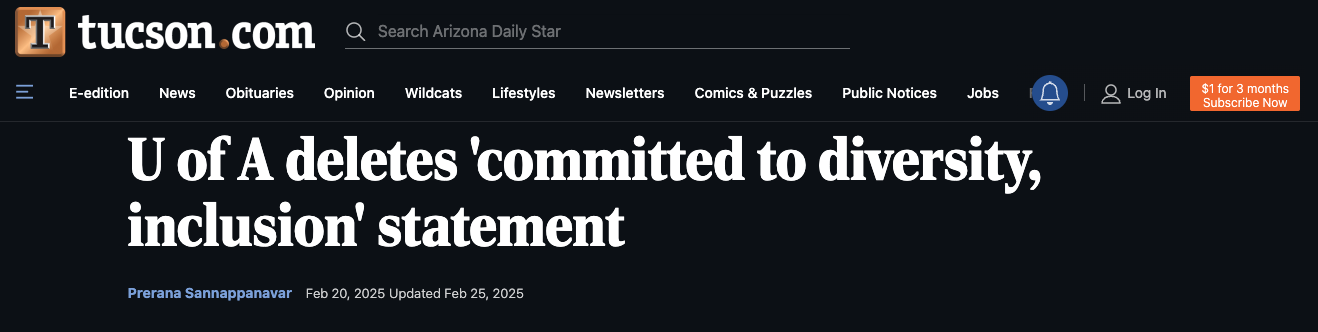 T tucson.com
Search Arizona Daily Star
E-edition News Obituaries Opinion Wildcats Lifestyles Newsletters Comics & Puzzles Public Notices Jobs
Log In
$1 for 3 months
Subscribe Now
U of A deletes 'committed to diversity,
inclusion' statement
Prerana Sannappanavar Feb 20, 2025 Updated Feb 25, 2025